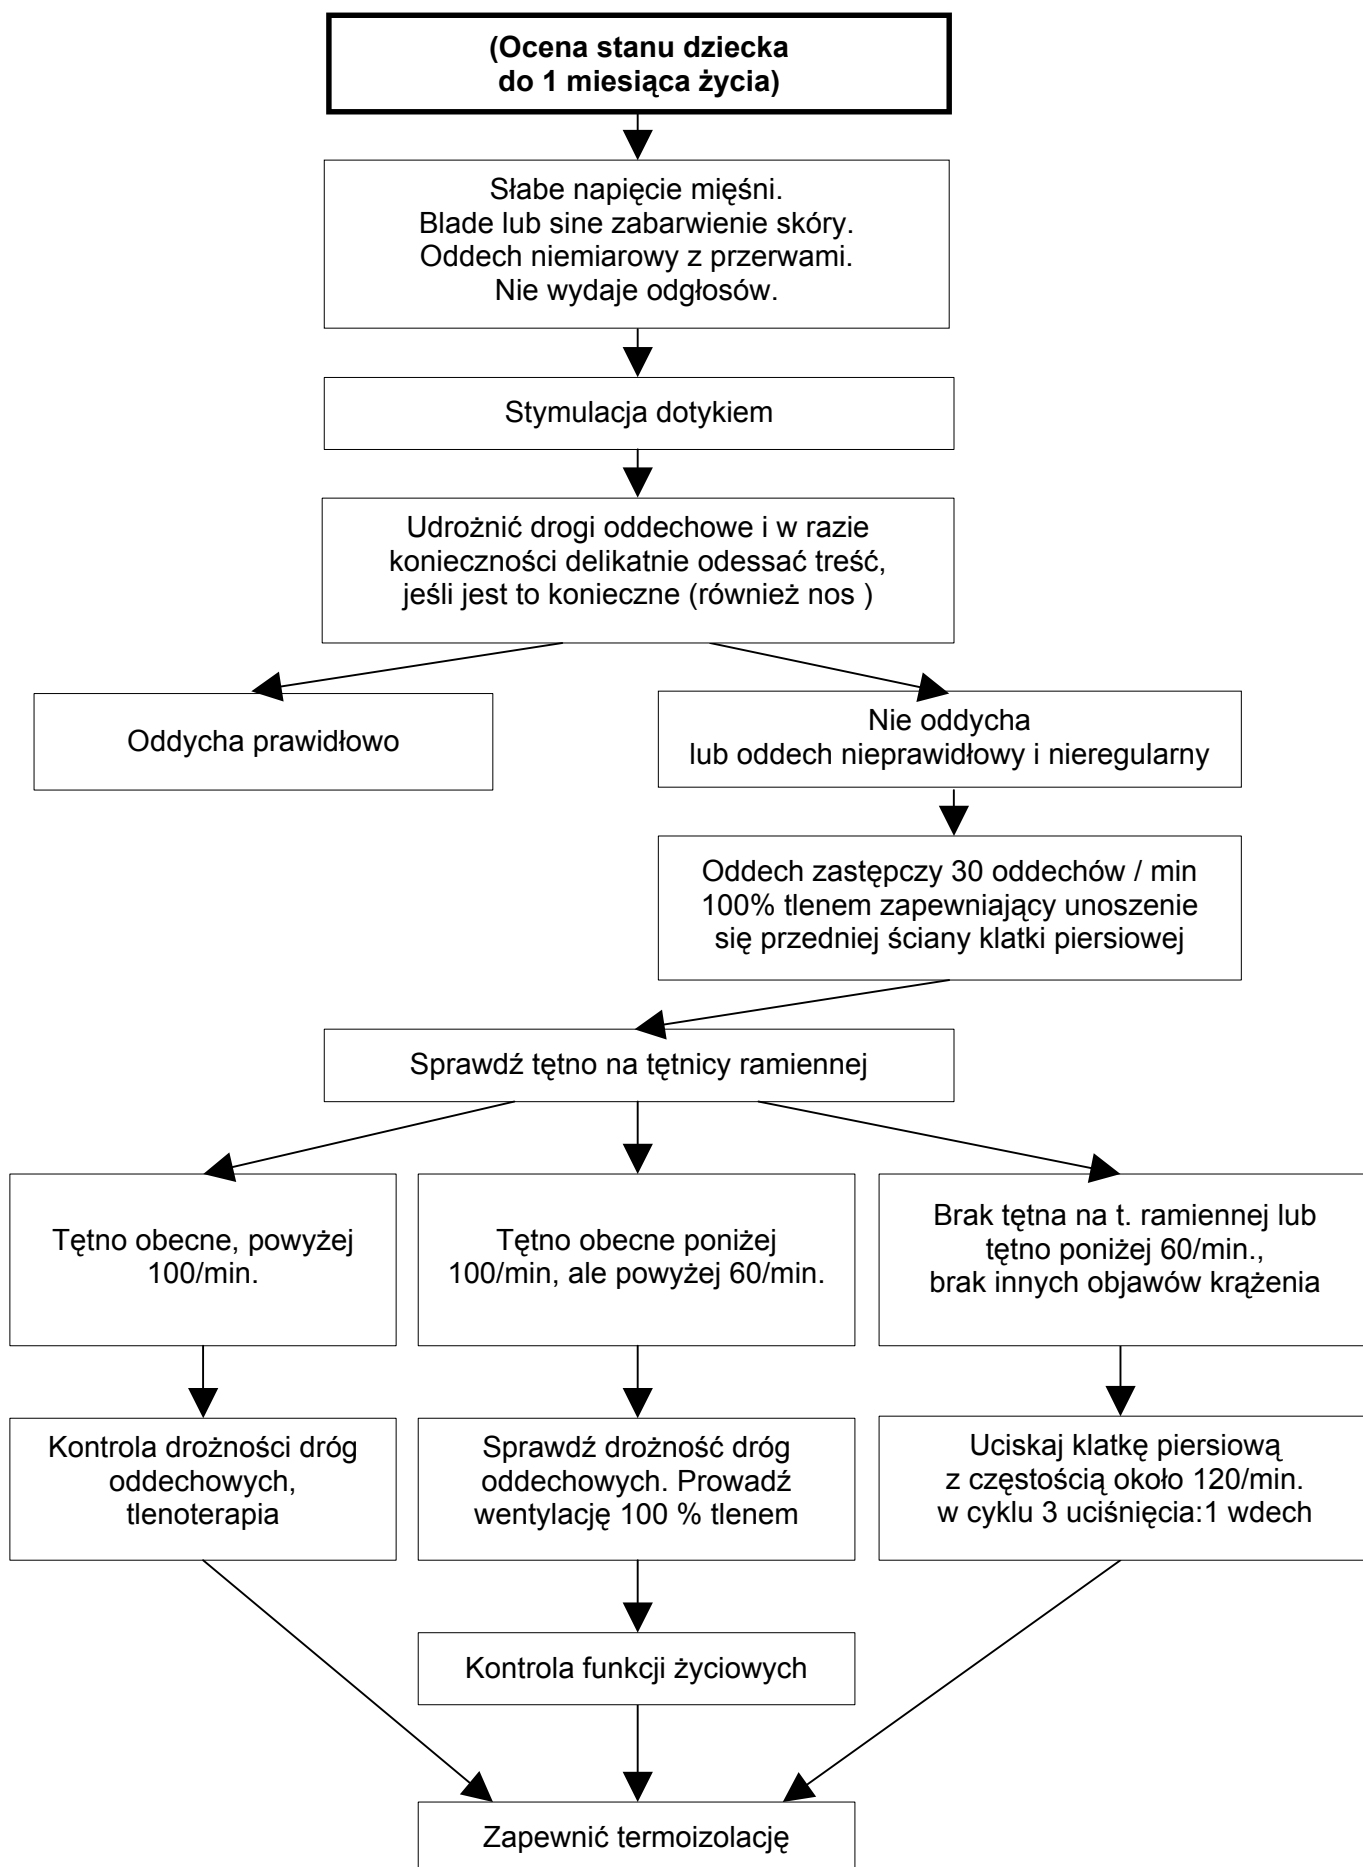 (Ocena stanu dziecka
do 1 miesiąca życia)
Słabe napięcie mięśni.
Blade lub sine zabarwienie skóry.
Oddech niemiarowy z przerwami.
Nie wydaje odgłosów.
Stymulacja dotykiem
Udrożnić drogi oddechowe i w razie
konieczności delikatnie odessać treść,
jeśli jest to konieczne (również nos )
Oddycha prawidłowo
Nie oddycha
lub oddech nieprawidłowy i nieregularny
Oddech zastępczy 30 oddechów / min
100% tlenem zapewniający unoszenie
się przedniej ściany klatki piersiowej
Sprawdź tętno na tętnicy ramiennej
Tętno obecne, powyżej
100/min.
Tętno obecne poniżej
100/min, ale powyżej 60/min.
Brak tętna na t. ramiennej lub
tętno poniżej 60/min.,
brak innych objawów krążenia
Kontrola drożności dróg
oddechowych,
tlenoterapia
Sprawdź drożność dróg
oddechowych. Prowadź
wentylację 100 % tlenem
Uciskaj klatkę piersiową
z częstością około 120/min.
w cyklu 3 uciśnięcia:1 wdech
Kontrola funkcji życiowych
Zapewnić termoizolację